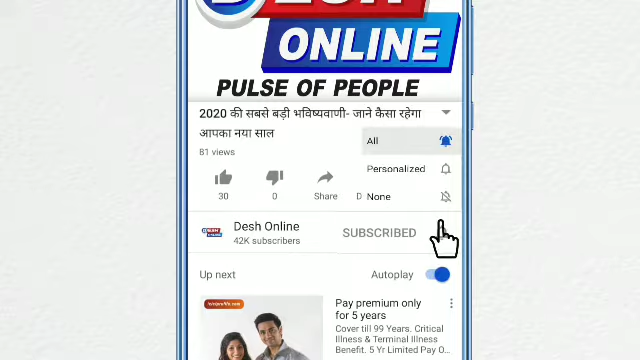 DESH
ONLINE
PULSE OF PEOPLE
2020 की सबसे बड़ी भविष्यवाणी- जाने कैसा रहेगा
आपका नया साल
81 views
All
Personalized
None
30
0
Share
D
Desh Online
42K subscribers
SUBSCRIBED
Up next
Autoplay
Pay premium only
for 5 years
Cover till 99 Years. Critical
Illness & Terminal Illness
Benefit. 5 Yr Limited Pay O...